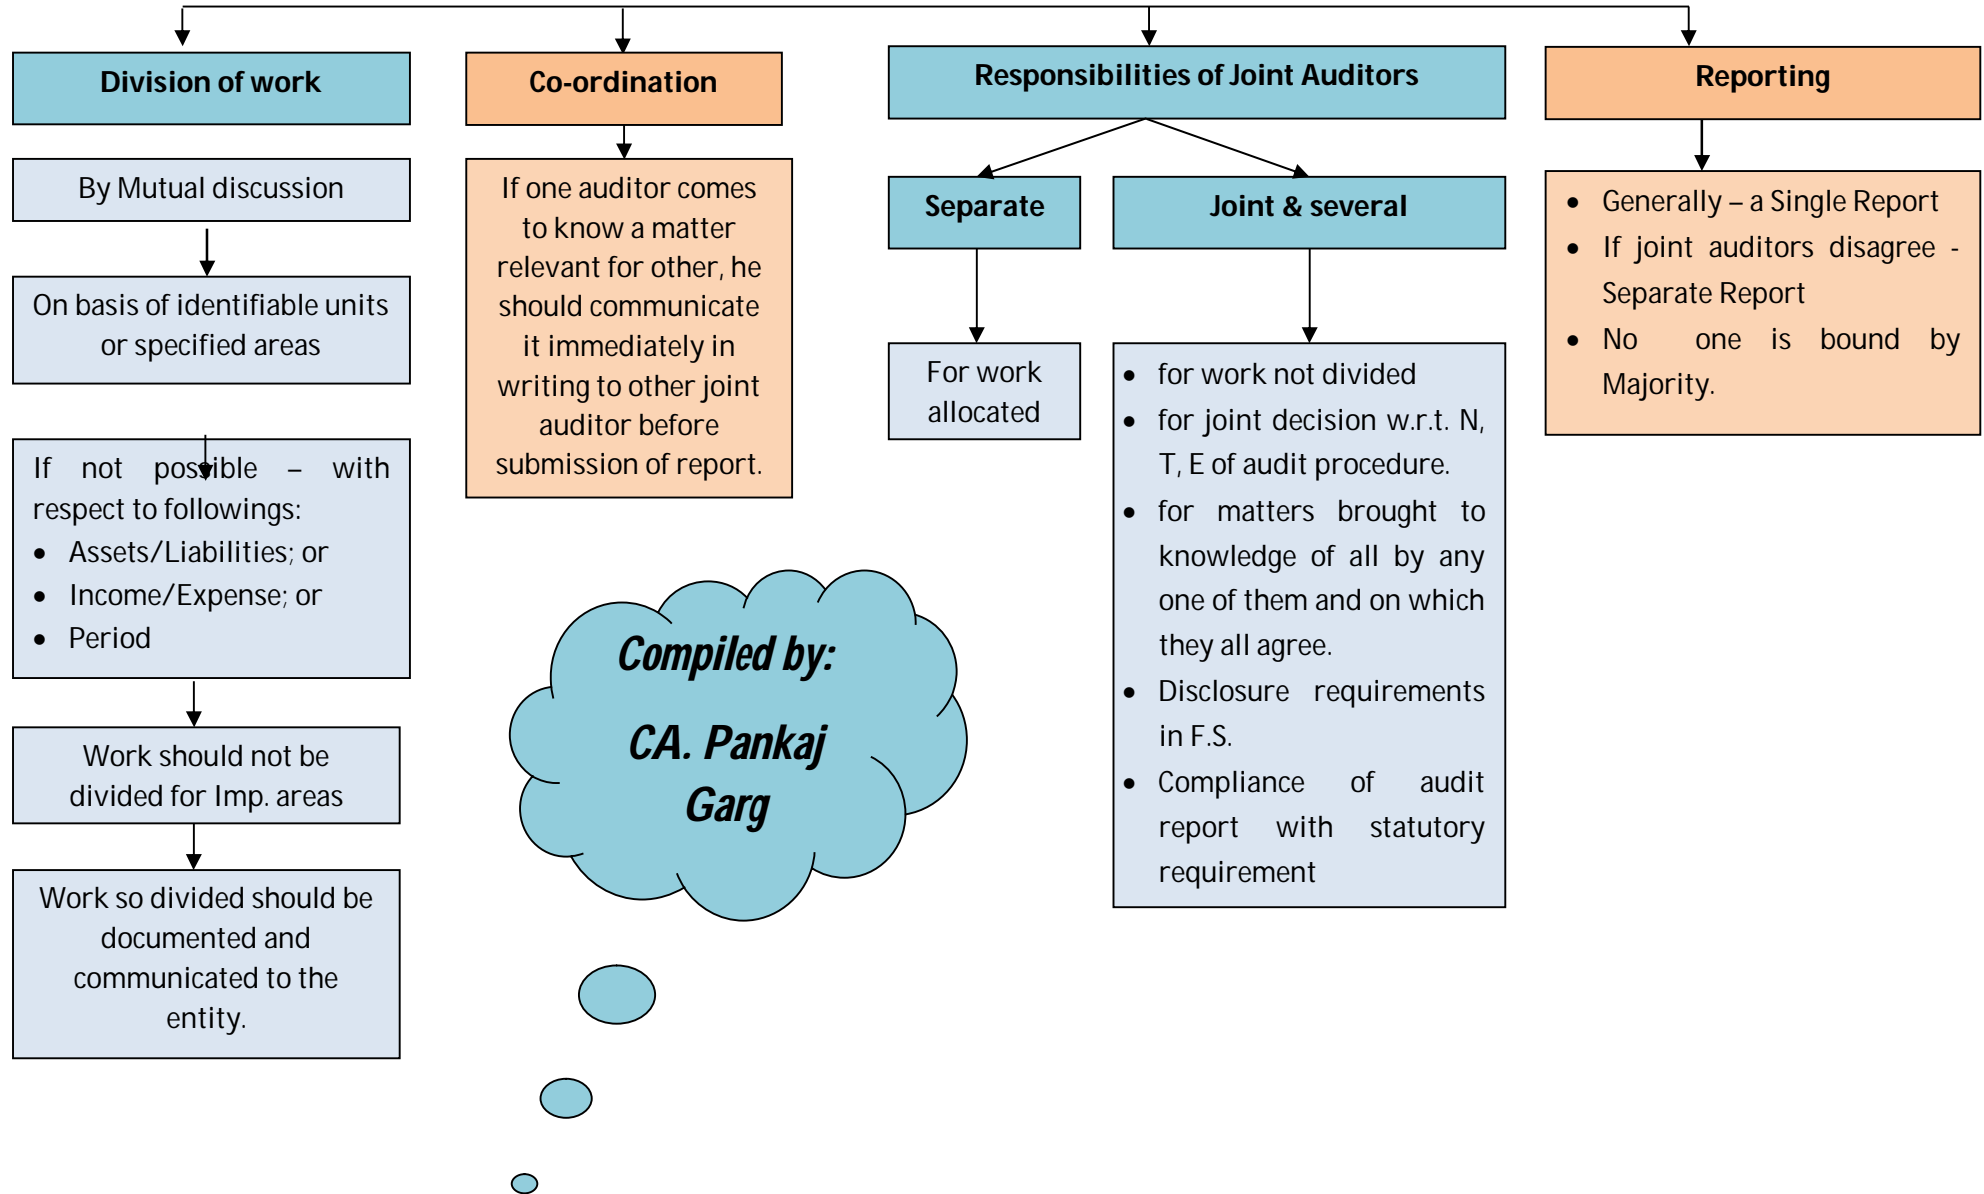 Division of work
By Mutual discussion
On basis of identifiable units
or specified areas
If not possible – with
respect to followings:
• Assets/Liabilities; or
• Income/Expense; or
• Period
Work should not be
divided for Imp. areas
Work so divided should be
documented and
communicated to the
entity.
Co-ordination
If one auditor comes
to know a matter
relevant for other, he
should communicate
it immediately in
writing to other joint
auditor before
submission of report.
Responsibilities of Joint Auditors
Separate
For work
allocated
Joint & several
• for work not divided
• for joint decision w.r.t. N,
T, E of audit procedure.
• for matters brought to
knowledge of all by any
one of them and on which
they all agree.
• Disclosure requirements
in F.S.
• Compliance of audit
report with statutory
requirement
Reporting
• Generally – a Single Report
• If joint auditors disagree -
Separate Report
• No one is bound by
Majority.
Compiled by:
CA. Pankaj
Garg